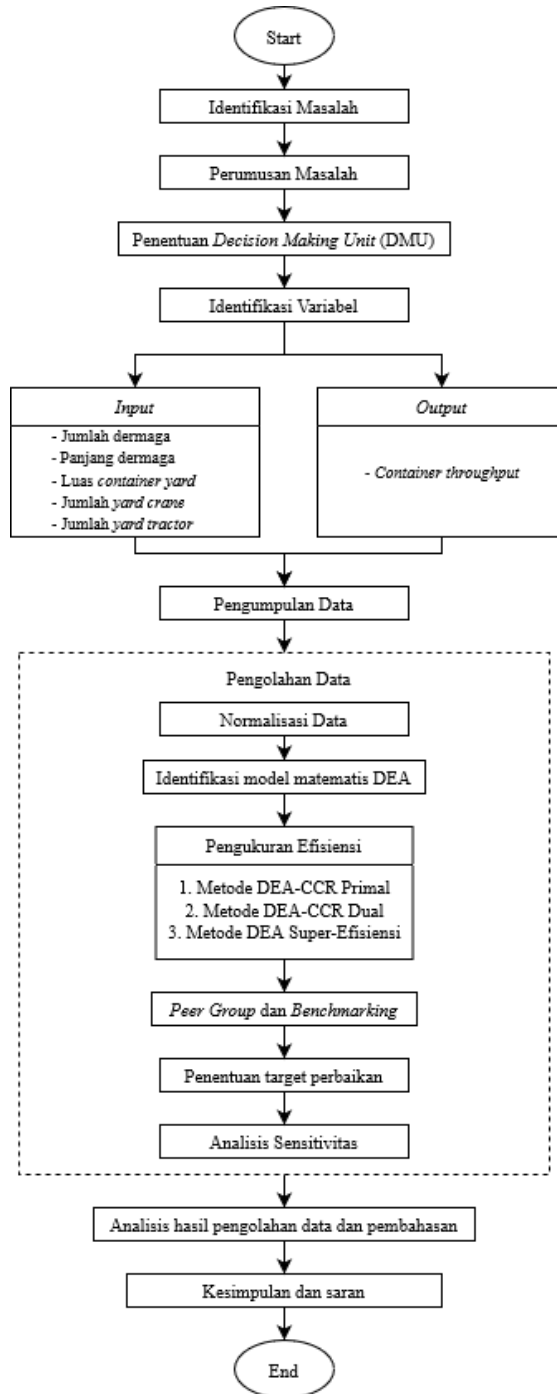 Start
Identifikasi Masalah
Perumusan Masalah
Penentuan Decision Making Unit (DMU)
Identifikasi Variabel
Input
- Jumlah dermaga
- Panjang dermaga
- Luas container yard
- Jumlah yard crane
- Jumlah yard tractor
Output
- Container throughput
Pengumpulan Data
Pengolahan Data
Normalisasi Data
Identifikasi model matematis DEA
Pengukuran Efisiensi
1. Metode DEA-CCR Primal
2. Metode DEA-CCR Dual
3. Metode DEA Super-Efisiensi
Peer Group dan Benchmarking
Penentuan target perbaikan
Analisis Sensitivitas
Analisis hasil pengolahan data dan pembahasan
Kesimpulan dan saran
End